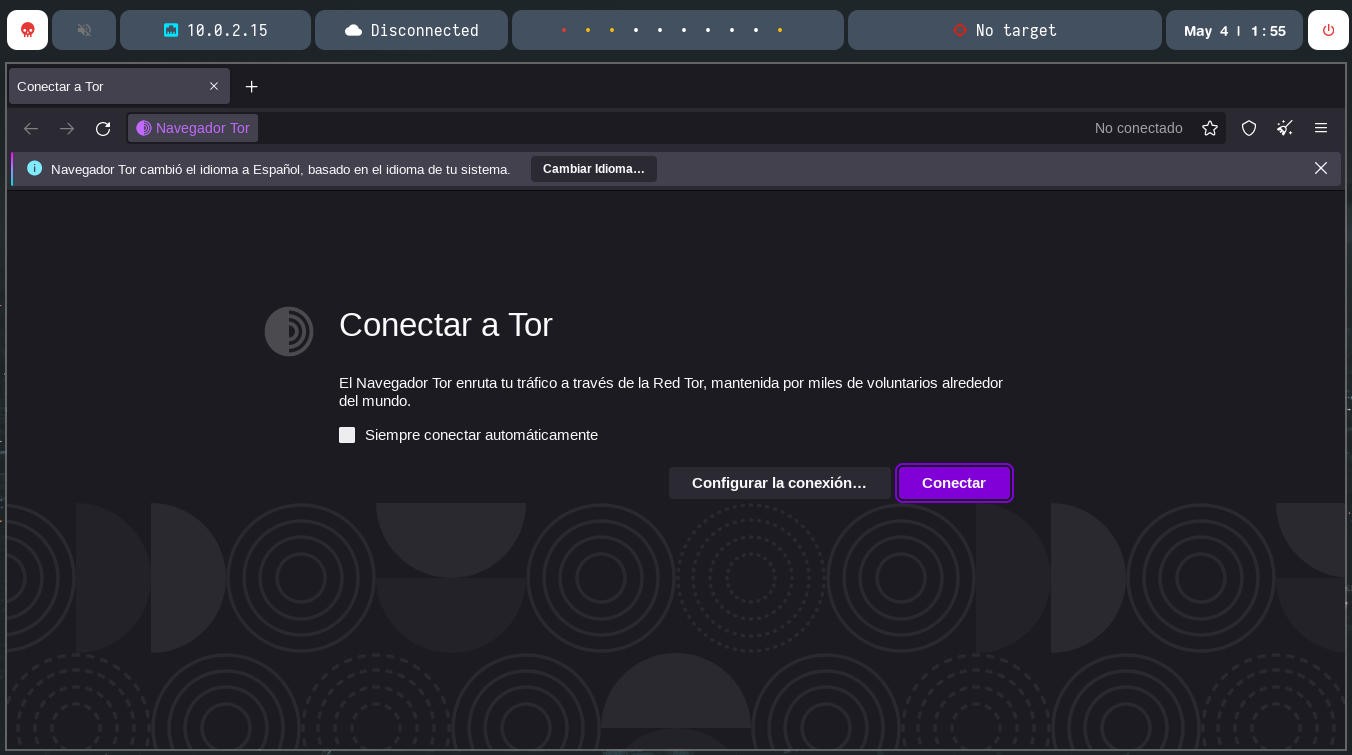 10.0.2.15
Disconnected
No target
May 4 | 1:55
Conectar a Tor
Navegador Tor
No conectado
Navegador Tor cambió el idioma a Español, basado en el idioma de tu sistema.
Cambiar Idioma…
Conectar a Tor
El Navegador Tor enruta tu tráfico a través de la Red Tor, mantenida por miles de voluntarios alrededor
del mundo.
Siempre conectar automáticamente
Configurar la conexión…
Conectar